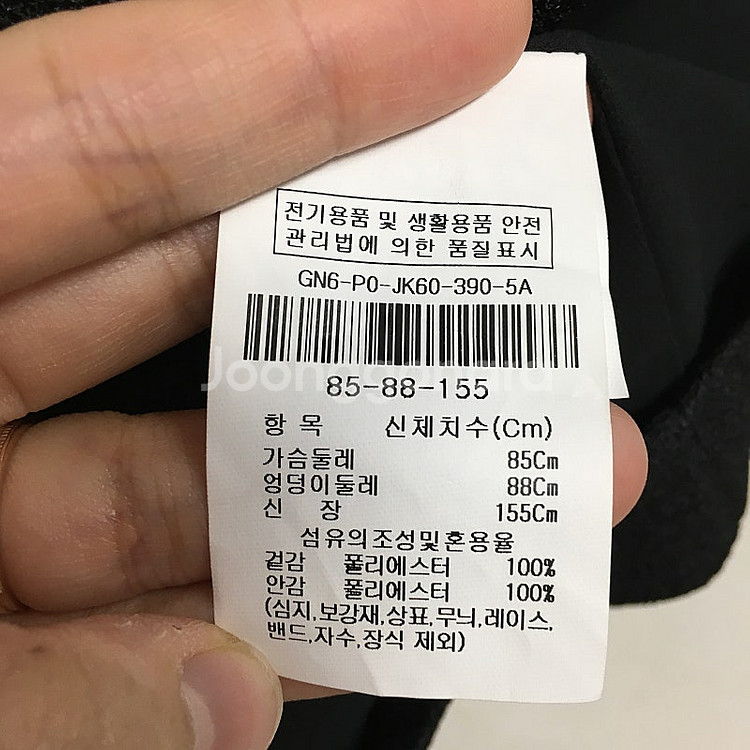 전기용품 및 생활용품 안전
관리법에 의한 품질표시
GN6-P0-JK60-390-5A
85-88-155
항 목 신체치수(Cm)
가슴둘레 85Cm
엉덩이둘레 88Cm
신 장 155Cm
섬유의조성및혼용율
겉감 폴리에스터 100%
안감 폴리에스터 100%
(심지,보강재,상표,무늬,레이스,
밴드,자수,장식 제외)